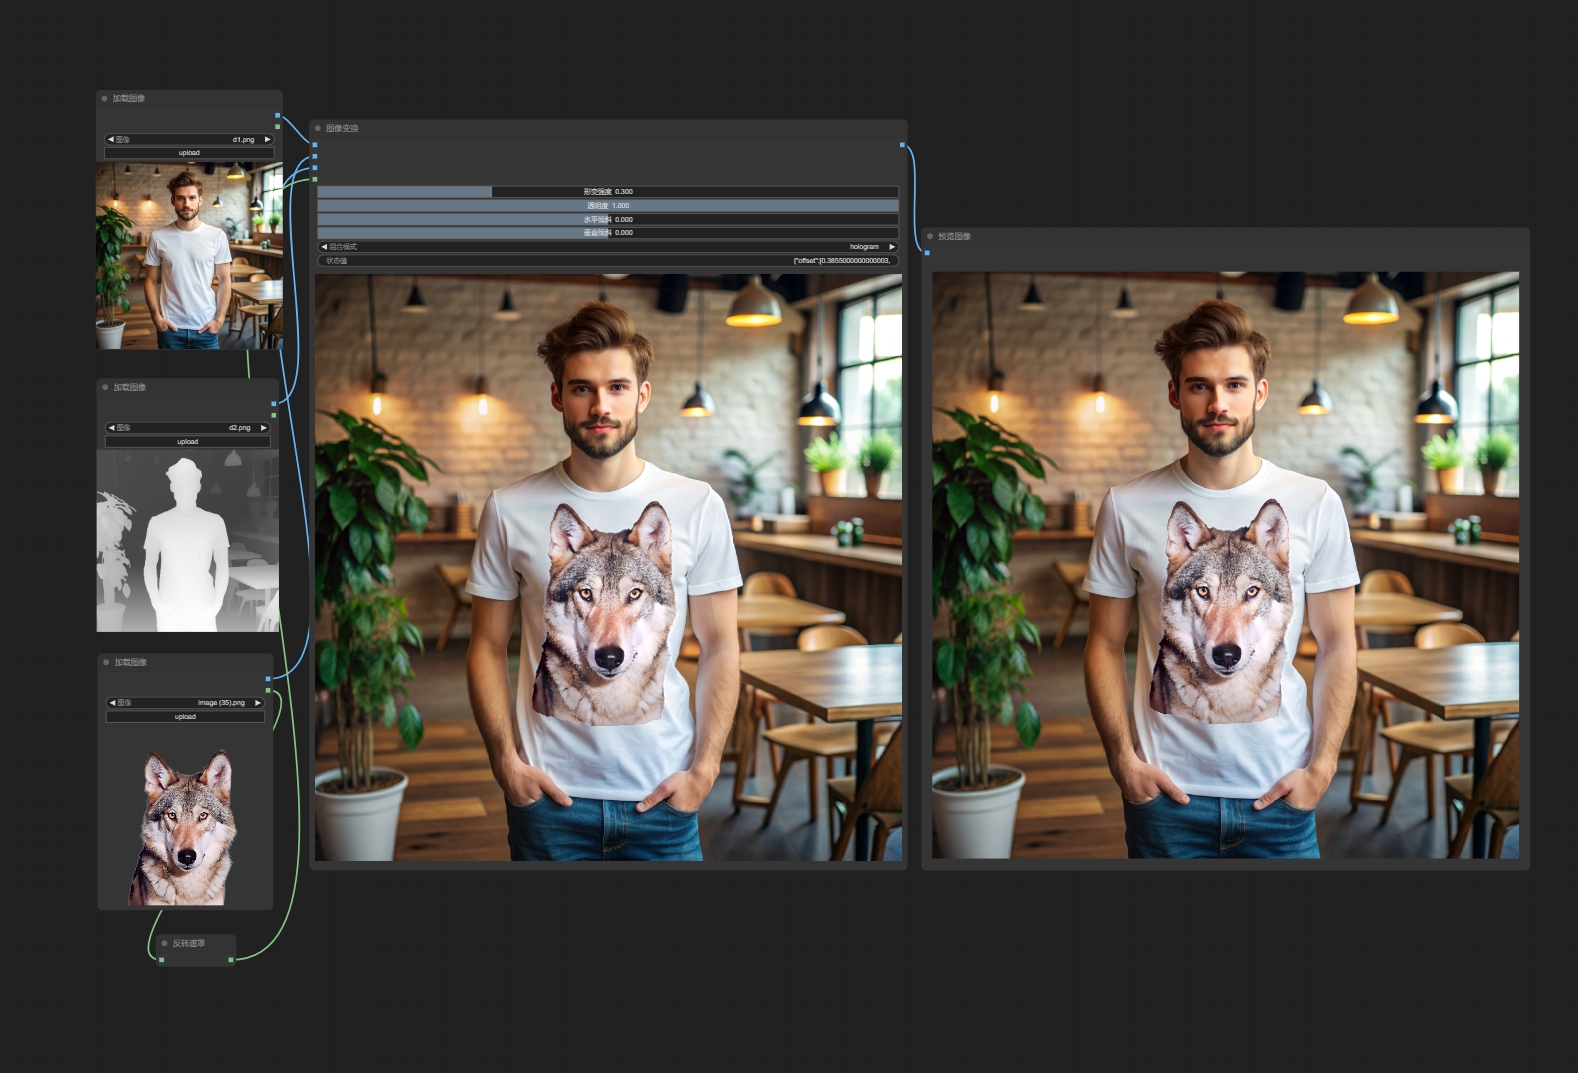 加载图像
图像 d1.png
upload
加载图像
图像 d2.png
upload
加载图像
图像 image (35).png
upload
反转遮罩
图像变换
形变强度 0.300
透明度 1.000
水平倾斜 0.000
垂直倾斜 0.000
混合模式 hologram
状态值 {"offset":[0.3855000000000003,
预览图像